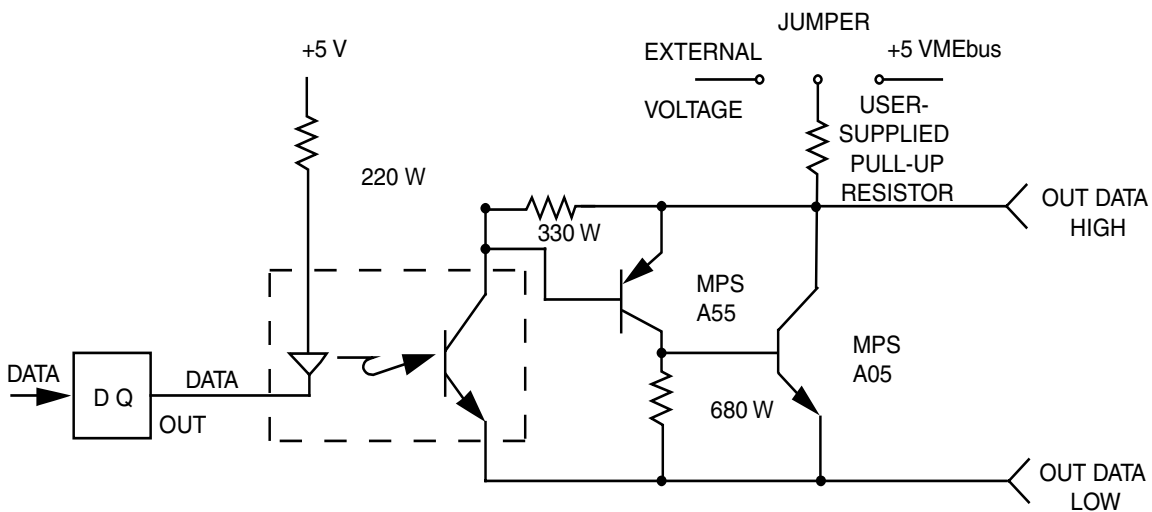 JUMPER
+5 V
EXTERNAL
VOLTAGE
+5 VMEbus
USER-
SUPPLIED
PULL-UP
RESISTOR
220 W
330 W
OUT DATA
HIGH
MPS
A55
MPS
A05
DATA
D Q
DATA
OUT
680 W
OUT DATA
LOW